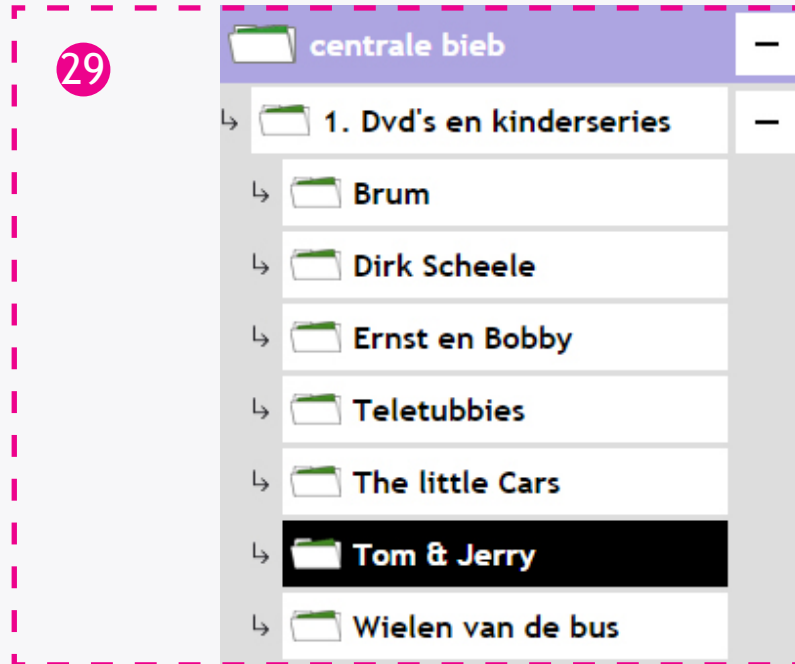 29
centrale bieb
1. Dvd's en kinderseries
Brum
Dirk Scheele
Ernst en Bobby
Teletubbies
The little Cars
Tom & Jerry
Wielen van de bus